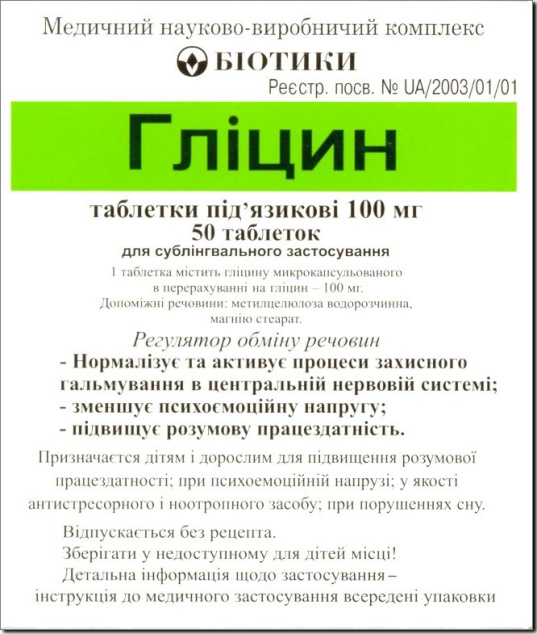 Медичний науково-виробничий комплекс
БІОТИКИ
Реєстр. посв. № UA/2003/01/01
Гліцин
таблетки під’язикові 100 мг
50 таблеток
для сублінгвального застосування
1 таблетка містить гліцину микрокапсульованого
в перерахуванні на гліцин – 100 мг.
Допоміжні речовини: метилцелюлоза водорозчинна,
магнію стеарат.
Регулятор обміну речовин
- Нормалізує та активує процеси захисного
гальмування в центральній нервовій системі;
- зменшує психоємоційну напругу;
- підвищує розумову працездатність.
Призначаєтся дітям і дорослим для підвищення розумової
працездатності; при психоемоційній напрузі; у якості
антистресорного і ноотропного засобу; при порушеннях сну.
Відпускається без рецепта.
Зберігати у недоступному для дітей місці!
Детальна інформація щодо застосування –
інструкція до медичного застосування всередені упаковки